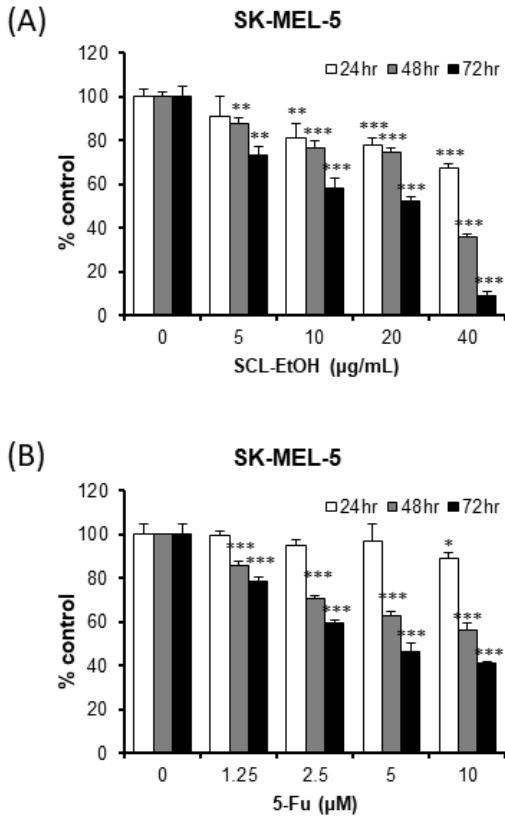 (A)
SK-MEL-5
120
100
80
60
40
20
0
% control
24hr 48hr 72hr
** ** ** *** *** *** *** *** *** *** ***
0 5 10 20 40
SCL-EtOH (µg/mL)
(B)
SK-MEL-5
120
100
80
60
40
20
0
% control
24hr 48hr 72hr
*** *** *** *** *** *** * *** ***
0 1.25 2.5 5 10
5-Fu (µM)